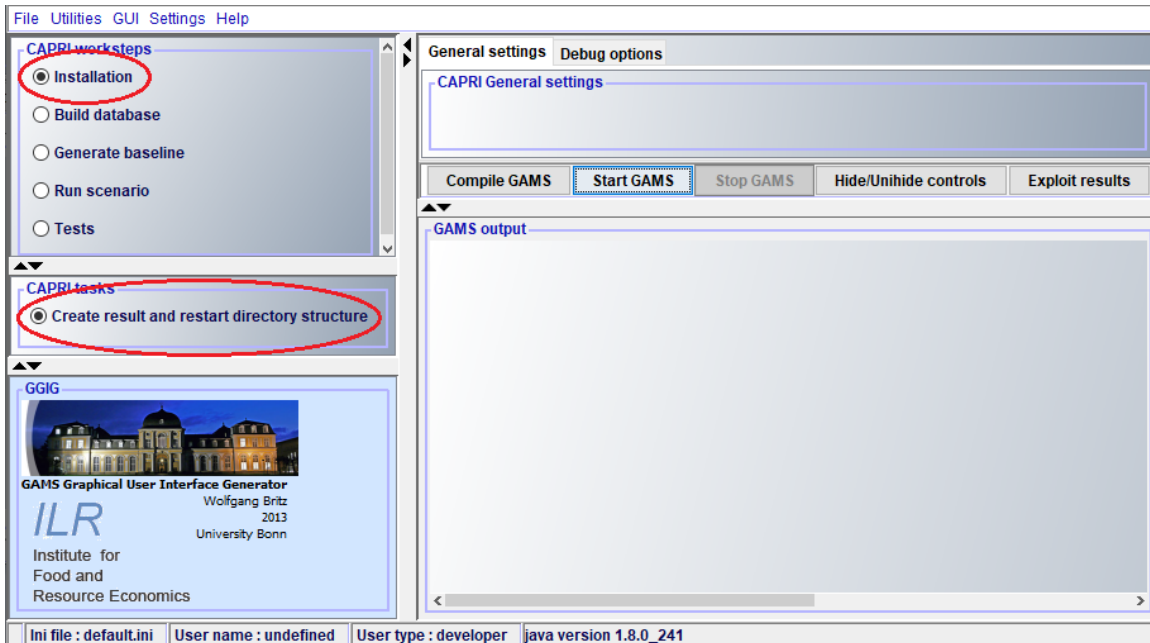 File Utilities GUI Settings Help
CAPRI worksteps
Installation
Build database
Generate baseline
Run scenario
Tests
CAPRI tasks
Create result and restart directory structure
GGIG
GAMS Graphical User Interface Generator
Wolfgang Britz
2013
University Bonn
ILR
Institute for
Food and
Resource Economics
General settings Debug options
CAPRI General settings
Compile GAMS Start GAMS Stop GAMS Hide/Unihide controls Exploit results
GAMS output
Ini file : default.ini User name : undefined User type : developer java version 1.8.0_241